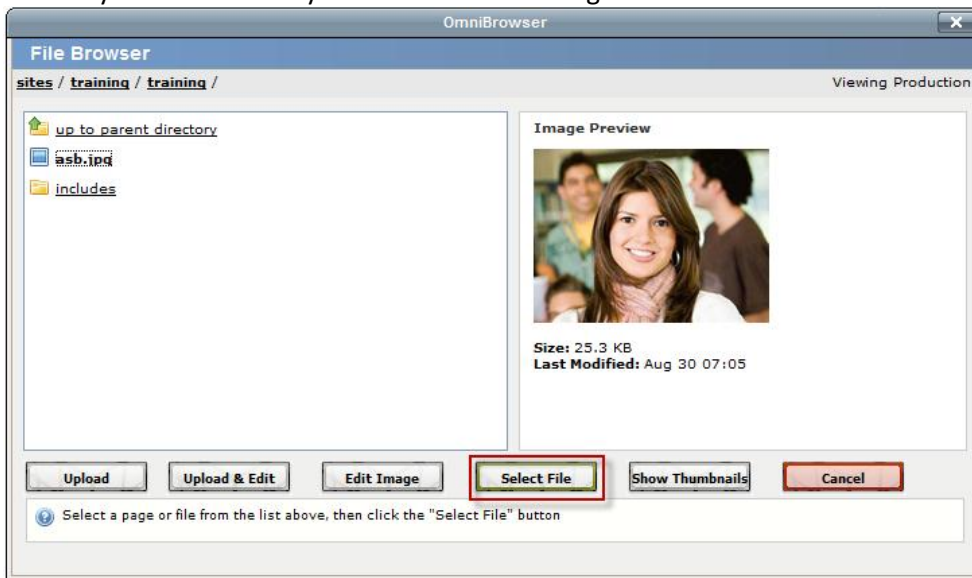 OmniBrowser
File Browser
sites / training / training /
Viewing Production
up to parent directory
asb.jpg
includes
Image Preview
Size: 25.3 KB
Last Modified: Aug 30 07:05
Upload
Upload & Edit
Edit Image
Select File
Show Thumbnails
Cancel
Select a page or file from the list above, then click the "Select File" button